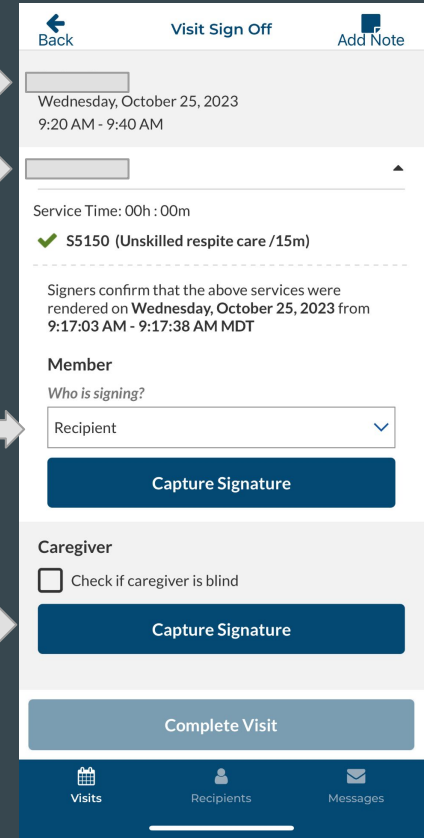 Back
Visit Sign Off
Add Note
Wednesday, October 25, 2023
9:20 AM - 9:40 AM
Service Time: 00h : 00m
S5150 (Unskilled respite care /15m)
Signers confirm that the above services were
rendered on Wednesday, October 25, 2023 from
9:17:03 AM - 9:17:38 AM MDT
Member
Who is signing?
Recipient
Capture Signature
Caregiver
Check if caregiver is blind
Capture Signature
Complete Visit
Visits
Recipients
Messages